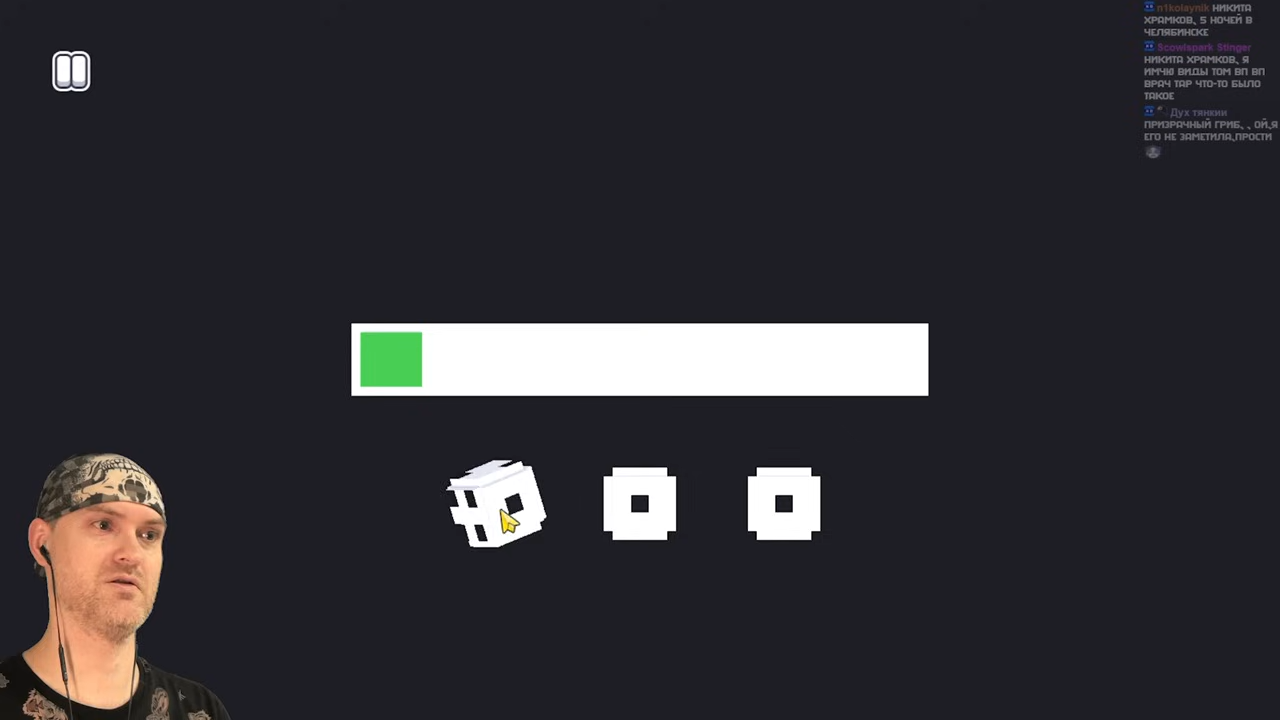 n1kolaynik НИКИТА
ХРАМКОВ, 5 НОЧЕЙ В
ЧЕЛЯБИНСКЕ
Scowlspark Stinger
НИКИТА ХРАМКОВ, Я
ИМЧЮ ВИДЫ ТОМ ВП ВП
ВРАЧ ТАР ЧТО-ТО БЫЛО
ТАКОЕ
Дух тянкии
ПРИЗРАЧНЫЙ ГРИБ, , ОЙ,Я
ЕГО НЕ ЗАМЕТИЛА,ПРОСТИ